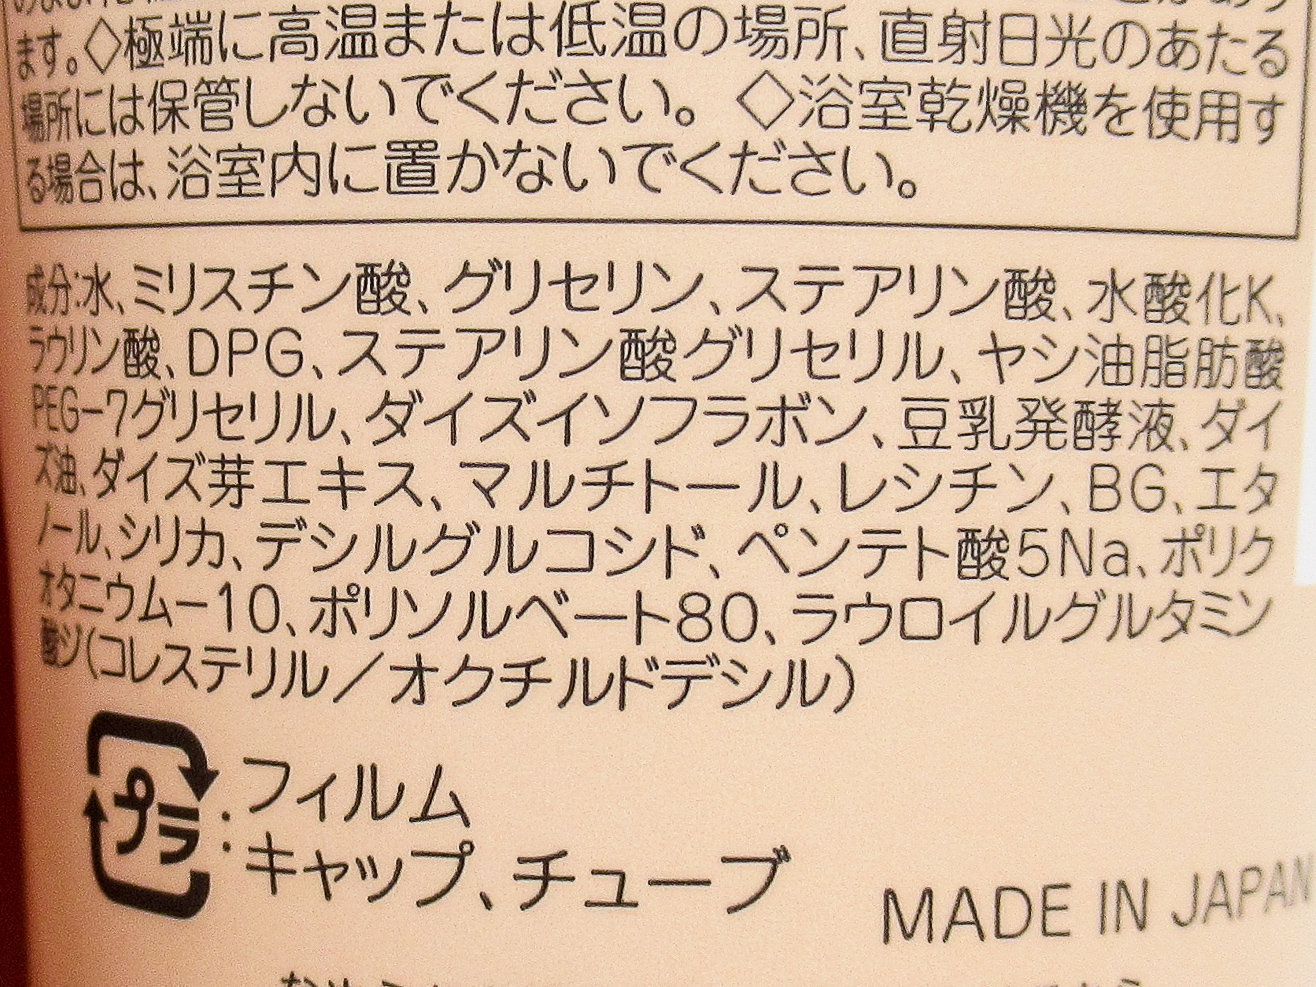 ます。◇極端に高温または低温の場所、直射日光のあたる
場所には保管しないでください。 ◇浴室乾燥機を使用す
る場合は、浴室内に置かないでください。
成分:水、ミリスチン酸、グリセリン、ステアリン酸、水酸化K、
ラウリン酸、DPG、ステアリン酸グリセリル、ヤシ油脂肪酸
PEG-7グリセリル、ダイズイソフラボン、豆乳発酵液、ダイ
ズ油、ダイズ芽エキス、マルチトール、レシチン、BG、エタ
ノール、シリカ、デシルグルコシド、ペンテト酸5Na、ポリク
オタニウム-10、ポリソルベート80、ラウロイルグルタミン
酸ジ(コレステリル/オクチルドデシル)
プラ:フィルム
:キャップ、チューブ
MADE IN JAPAN